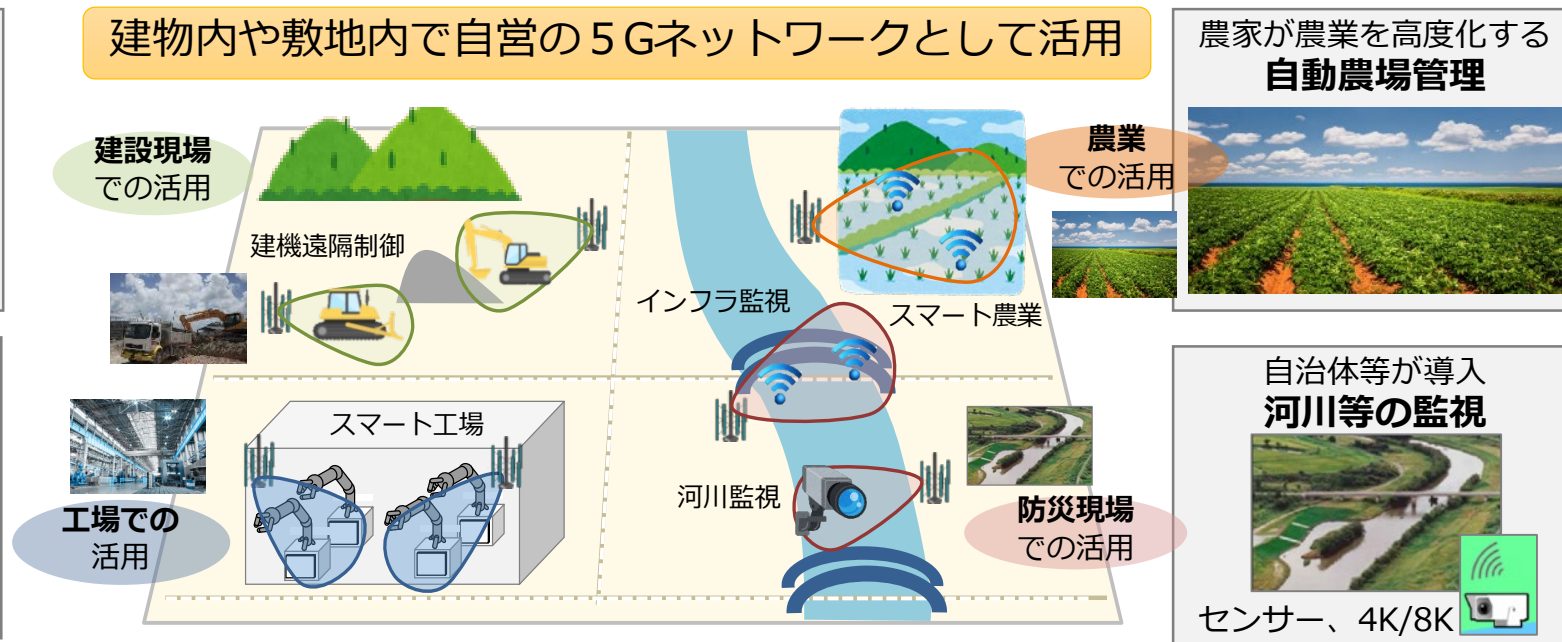 建物内や敷地内で自営の５Gネットワークとして活用
農家が農業を高度化する
自動農場管理
建設現場
での活用
農業
での活用
建機遠隔制御
インフラ監視
スマート農業
自治体等が導入
河川等の監視
スマート工場
河川監視
工場での
活用
防災現場
での活用
センサー、4K/8K